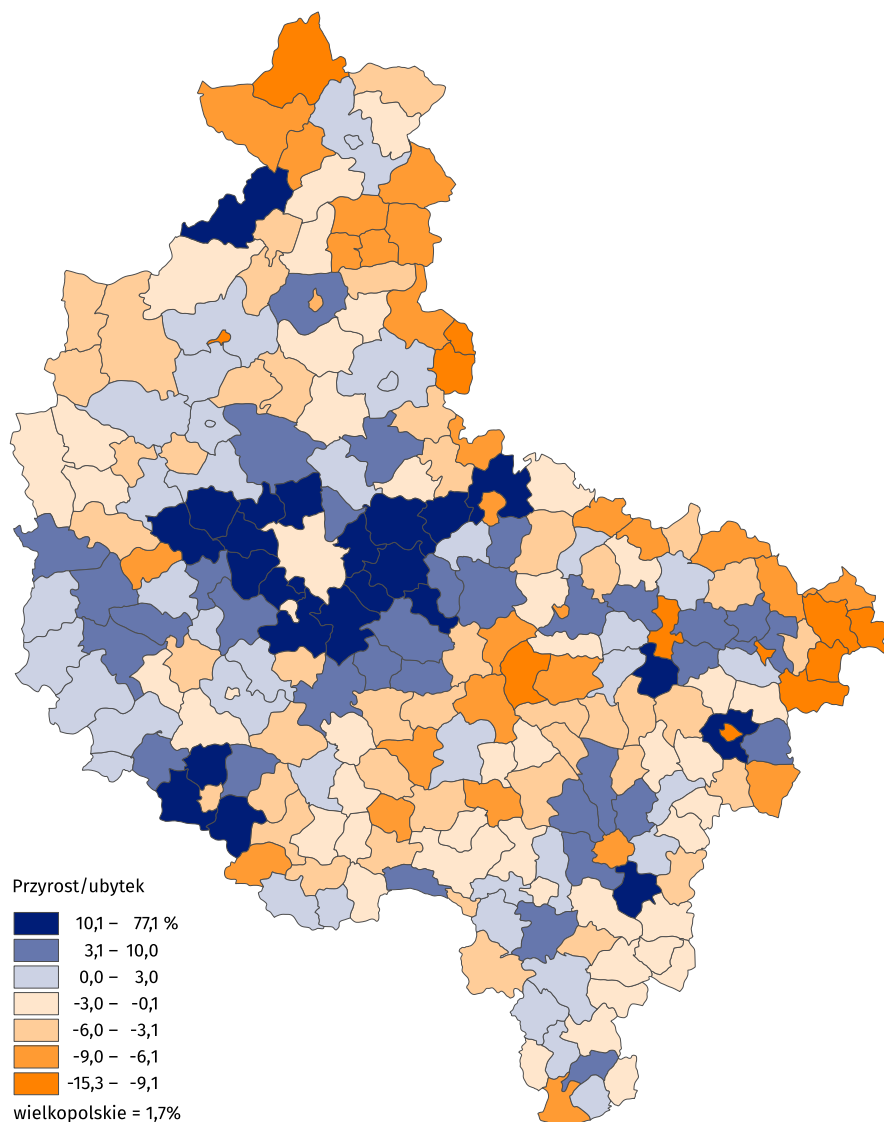 Przyrost/ubytek
10,1 – 77,1 %
3,1 – 10,0
0,0 – 3,0
-3,0 – -0,1
-6,0 – -3,1
-9,0 – -6,1
-15,3 – -9,1
wielkopolskie = 1,7%